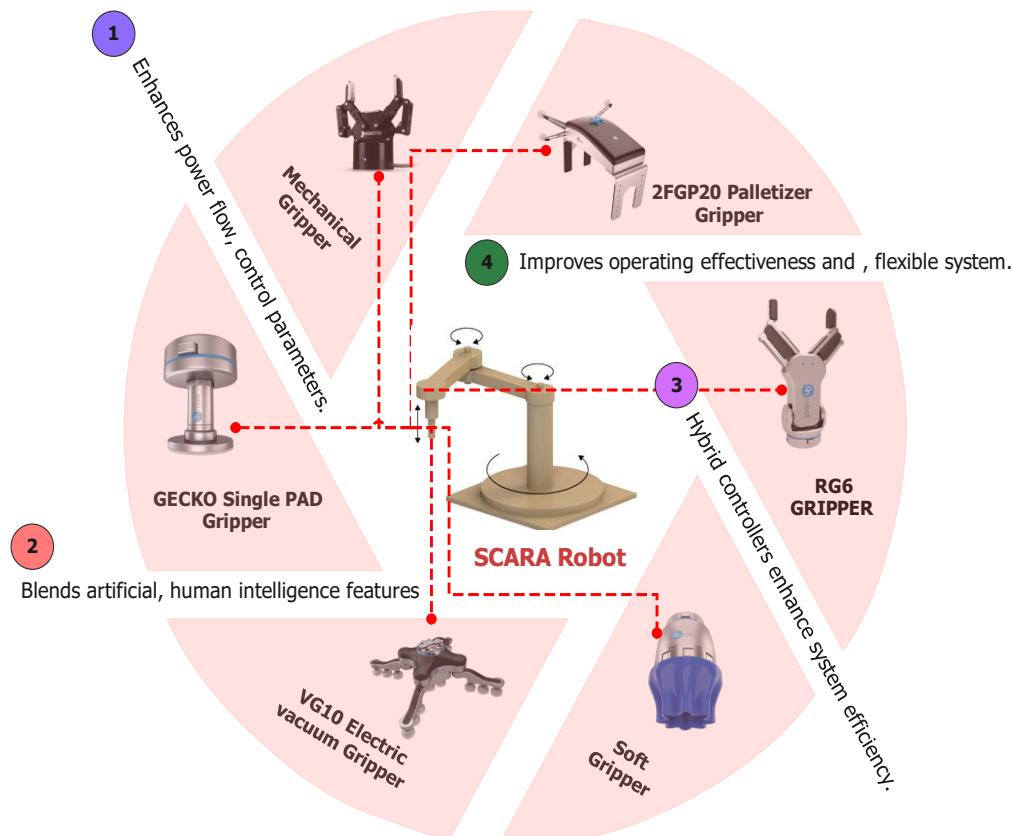 1
Enhances power flow, control parameters.
Mechanical
Gripper
2FGP20 Palletizer
Gripper
4
Improves operating effectiveness and , flexible system.
3
Hybrid controllers enhance system efficiency.
RG6
GRIPPER
GECKO Single PAD
Gripper
SCARA Robot
2
Blends artificial, human intelligence features
VG10 Electric
vacuum Gripper
Soft
Gripper